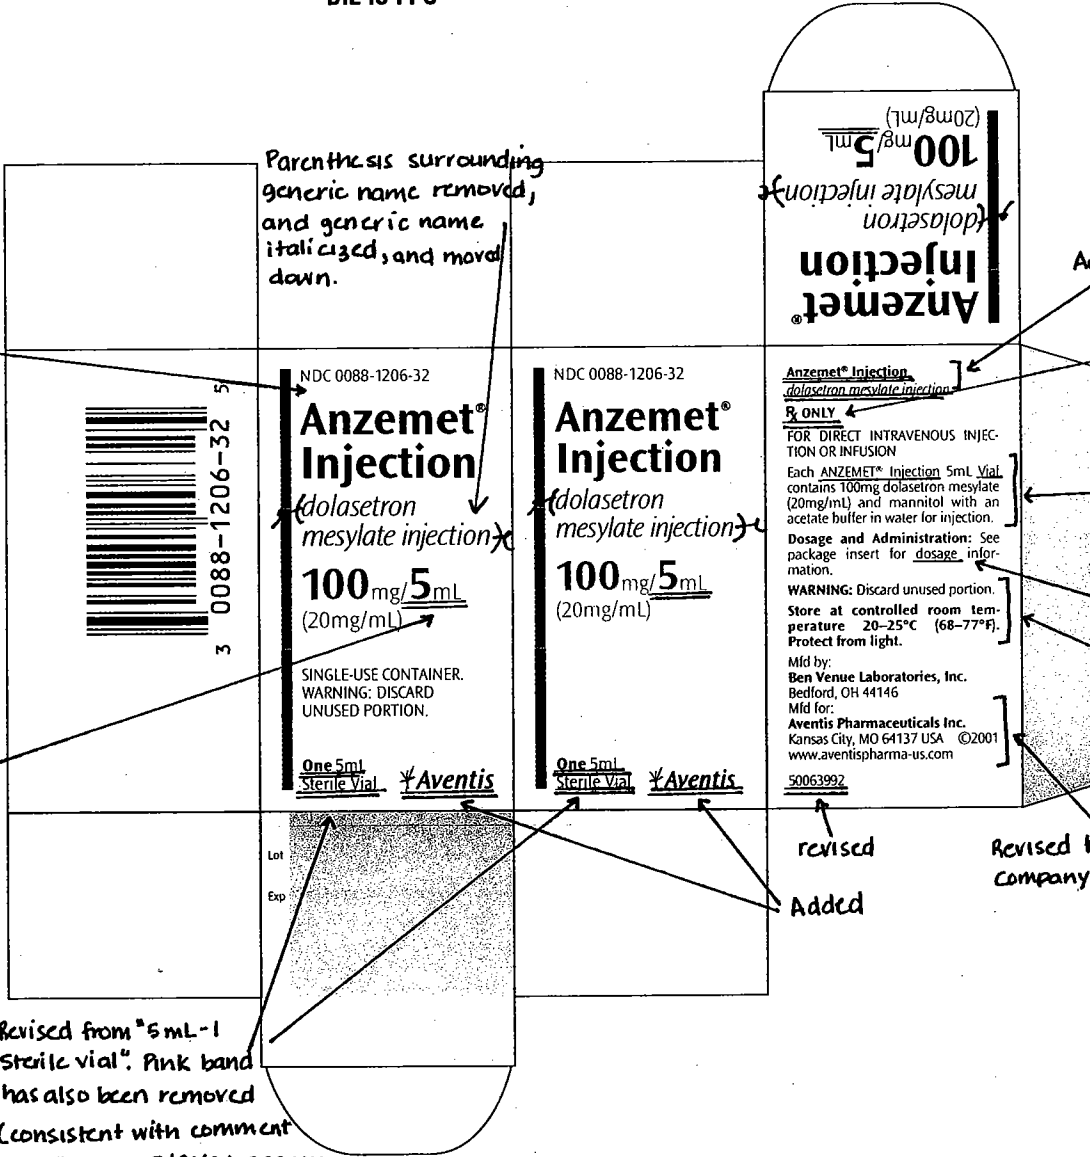 Parenthesis surrounding
generic name removed,
and generic name
italicized, and moved
down.
Anzemet®
Injection
(dolasetron
mesylate injection)
100mg/5mL
(20mg/mL)
3 0088-1206-32 5
NDC 0088-1206-32
Anzemet®
Injection
(dolasetron
mesylate injection)
100mg/5mL
(20mg/mL)
SINGLE-USE CONTAINER.
WARNING: DISCARD
UNUSED PORTION.
One 5mL
Sterile Vial
Aventis
NDC 0088-1206-32
Anzemet®
Injection
(dolasetron
mesylate injection)
100mg/5mL
(20mg/mL)
One 5mL
Sterile Vial
Aventis
Anzemet® Injection
dolasetron mesylate injection
℞ ONLY
FOR DIRECT INTRAVENOUS INJEC-
TION OR INFUSION
Each ANZEMET® Injection 5mL Vial
contains 100mg dolasetron mesylate
(20mg/mL) and mannitol with an
acetate buffer in water for injection.
Dosage and Administration: See
package insert for dosage infor-
mation.
WARNING: Discard unused portion.
Store at controlled room tem-
perature 20–25°C (68–77°F).
Protect from light.
Mfd by:
Ben Venue Laboratories, Inc.
Bedford, OH 44146
Mfd for:
Aventis Pharmaceuticals Inc.
Kansas City, MO 64137 USA ©2001
www.aventispharma-us.com
50063992
revised
Revised
company
Added
Lot
Exp
Revised from "5mL-1
Sterile vial". Pink band
has also been removed
(consistent with comment